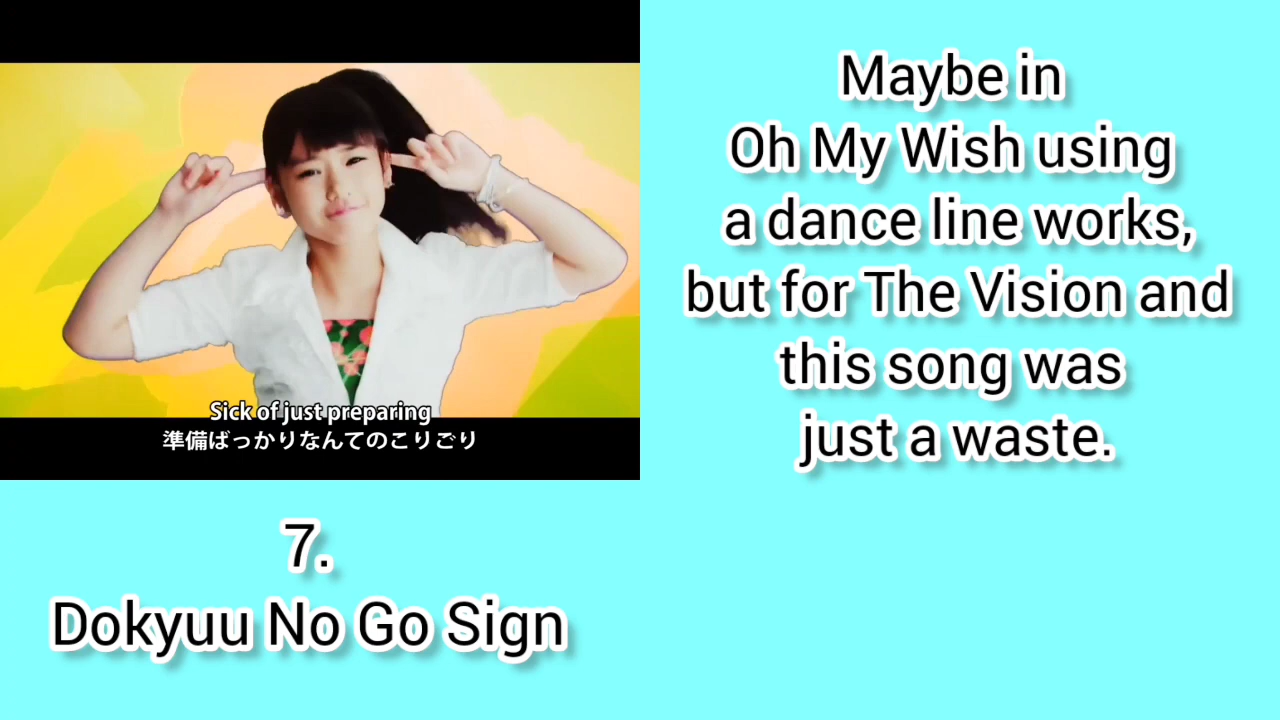 Sick of just preparing
準備ばっかりなんてのこりごり
7.
Dokyuu No Go Sign
Maybe in
Oh My Wish using
a dance line works,
but for The Vision and
this song was
just a waste.